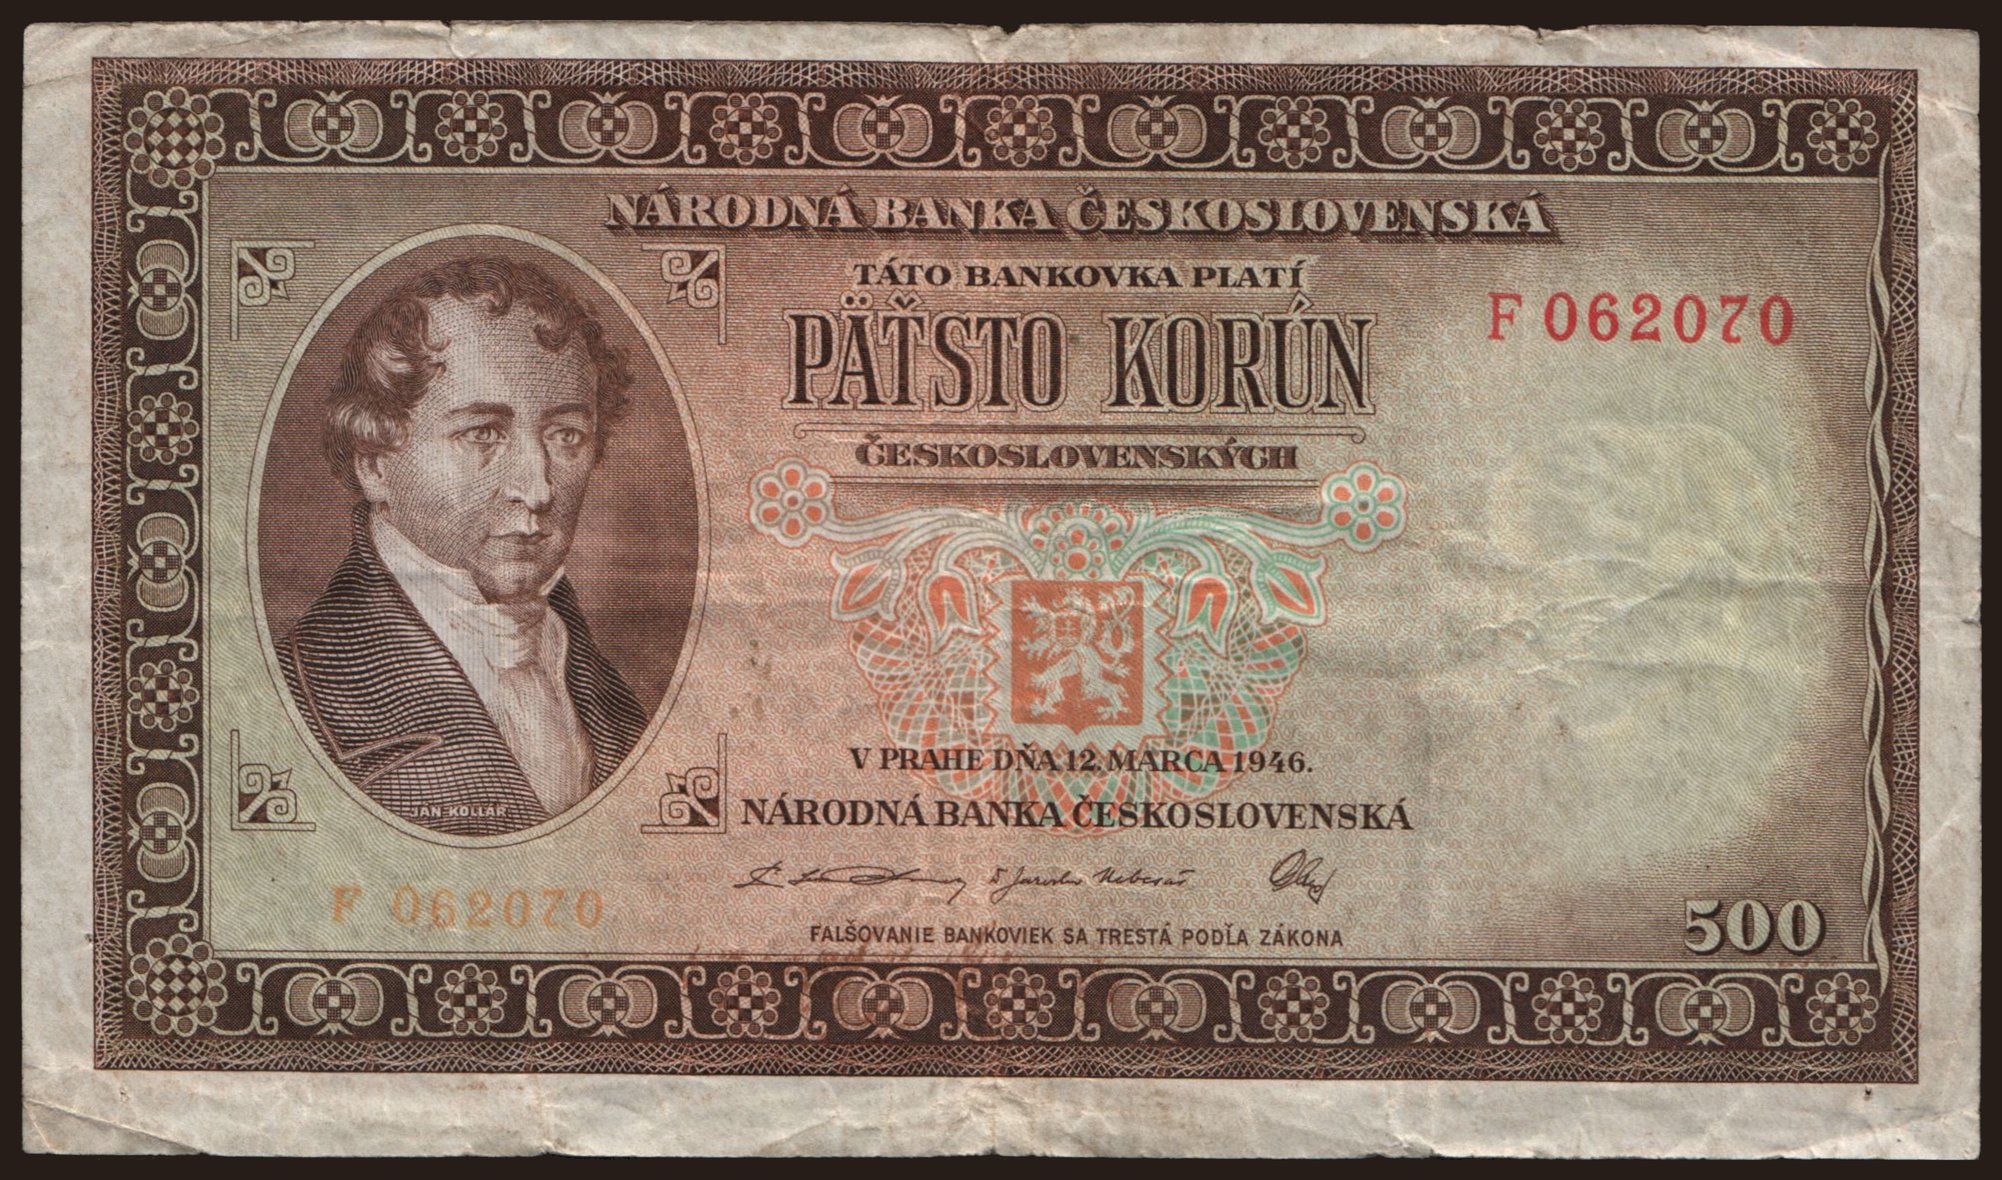 NÁRODNÁ BANKA ČESKOSLOVENSKÁ
TÁTO BANKOVKA PLATÍ
PÄŤSTO KORÚN
F 062070
ČESKOSLOVENSKÝCH
V PRAHE DŇA 12. MARCA 1946.
JÁN KOLLÁR
NÁRODNÁ BANKA ČESKOSLOVENSKÁ
F 062070
500
FALŠOVANIE BANKOVIEK SA TRESTÁ PODĽA ZÁKONA